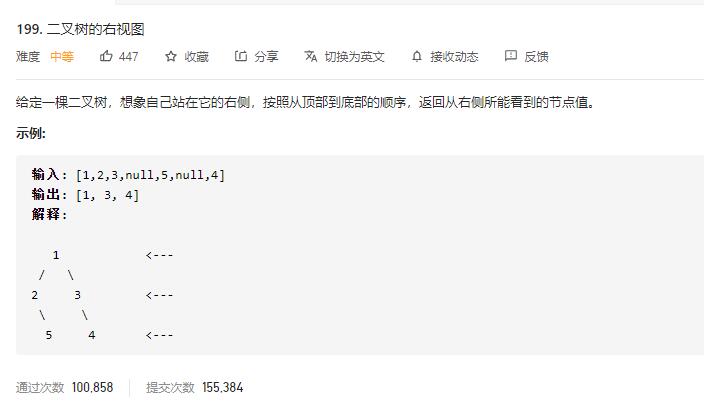 199. 二叉树的右视图
难度 中等 447 收藏 分享 切换为英文 接收动态 反馈
给定一棵二叉树，想象自己站在它的右侧，按照从顶部到底部的顺序，返回从右侧所能看到的节点值。
示例:
输入: [1,2,3,null,5,null,4]
输出: [1, 3, 4]
解释:
   1            <---
 /   \
2     3         <---
 \     \
  5     4       <---
通过次数 100,858 提交次数 155,384